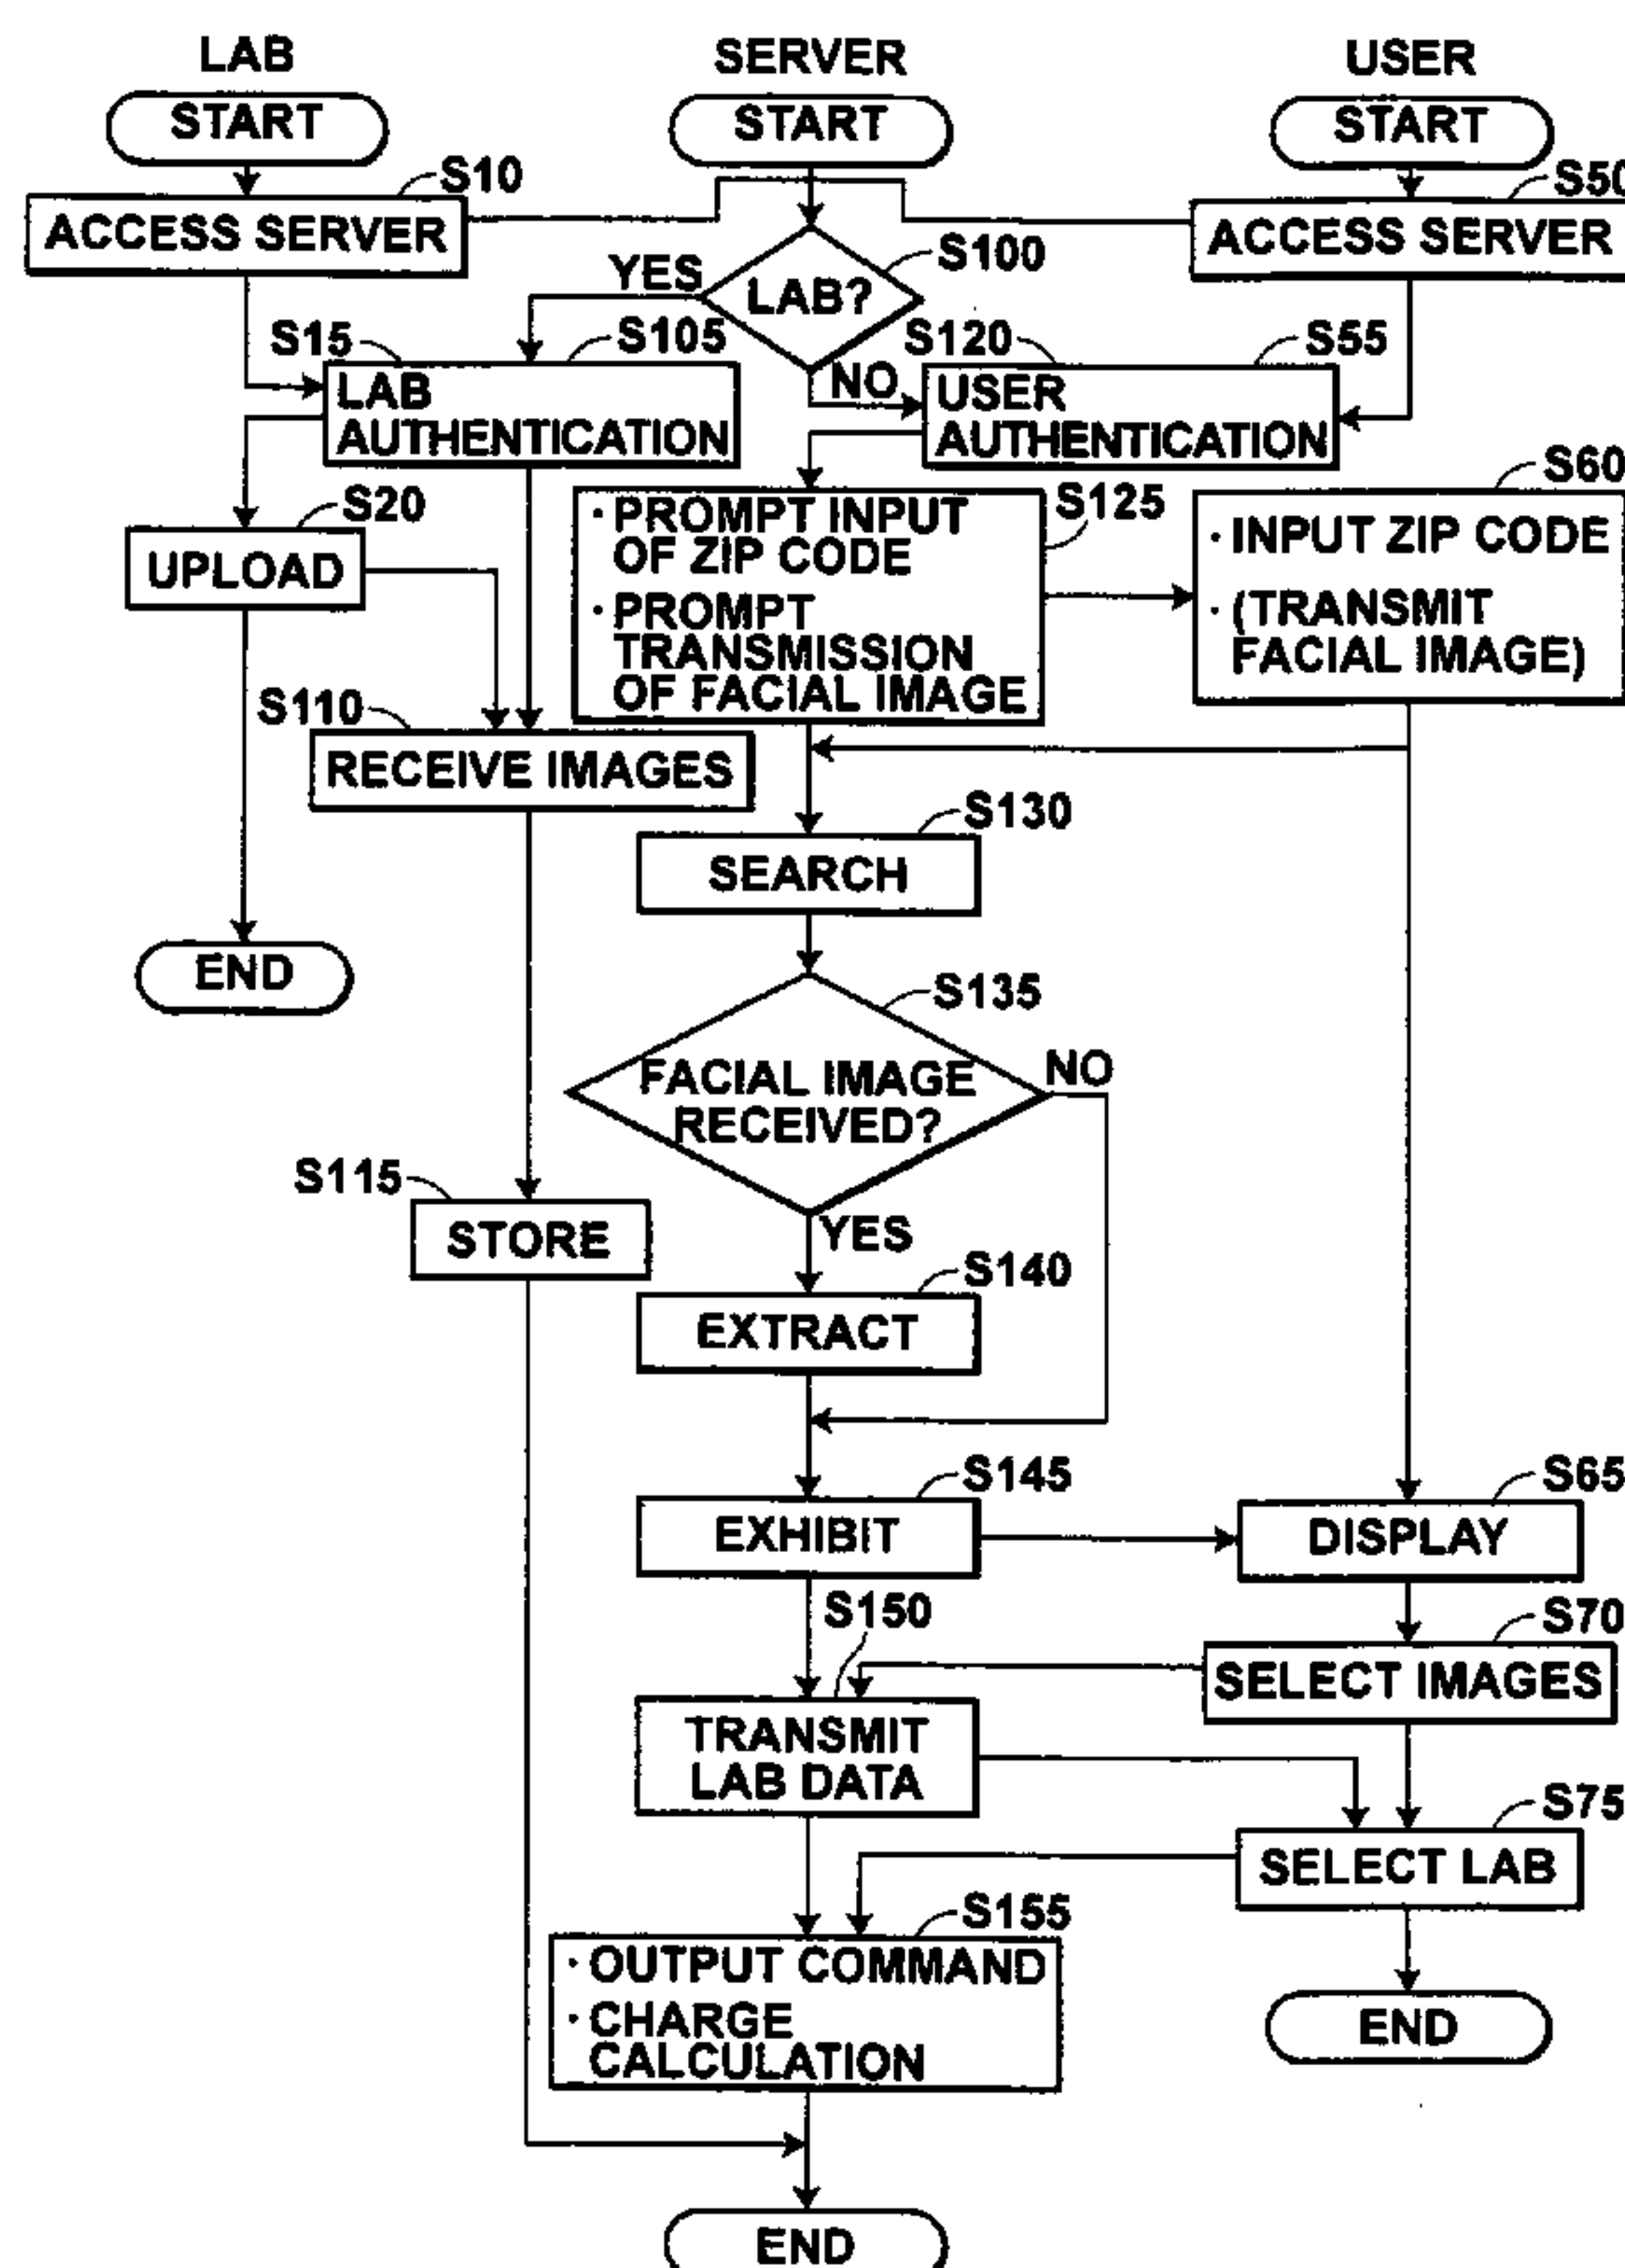 LAB
SERVER
USER
START
START
START
S10
S50
ACCESS SERVER
ACCESS SERVER
S100
YES
LAB?
S15
S105
S120
S55
NO
LAB
AUTHENTICATION
USER
AUTHENTICATION
S60
S20
S125
UPLOAD
· PROMPT INPUT
OF ZIP CODE
· PROMPT
TRANSMISSION
OF FACIAL IMAGE
· INPUT ZIP CODE
· (TRANSMIT
FACIAL IMAGE)
S110
RECEIVE IMAGES
S130
SEARCH
END
S135
FACIAL IMAGE
RECEIVED?
NO
S115
STORE
YES
S140
EXTRACT
S145
S65
EXHIBIT
DISPLAY
S150
S70
SELECT IMAGES
TRANSMIT
LAB DATA
S75
SELECT LAB
S155
· OUTPUT COMMAND
· CHARGE
CALCULATION
END
END